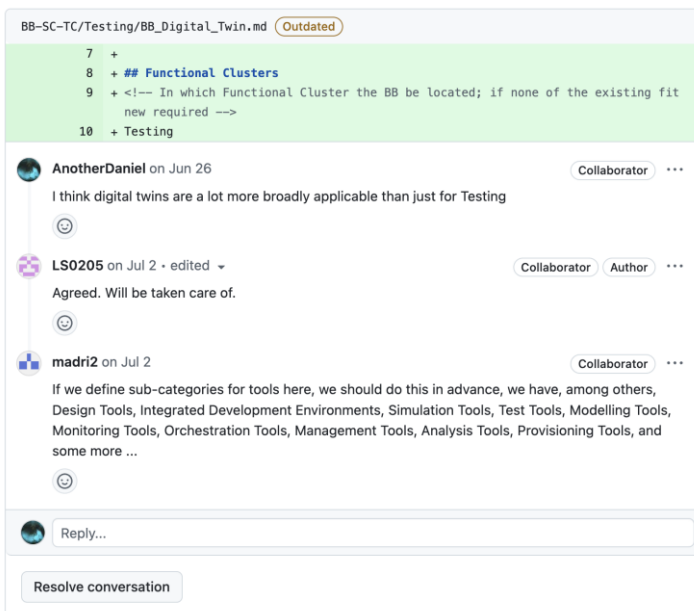 BB-SC-TC/Testing/BB_Digital_Twin.md Outdated
7 +
8 + ## Functional Clusters
9 + <!-- In which Functional Cluster the BB be located; if none of the existing fit
new required -->
10 + Testing
AnotherDaniel on Jun 26 Collaborator ...
I think digital twins are a lot more broadly applicable than just for Testing
LS0205 on Jul 2 • edited Collaborator Author ...
Agreed. Will be taken care of.
madri2 on Jul 2 Collaborator ...
If we define sub-categories for tools here, we should do this in advance, we have, among others,
Design Tools, Integrated Development Environments, Simulation Tools, Test Tools, Modelling Tools,
Monitoring Tools, Orchestration Tools, Management Tools, Analysis Tools, Provisioning Tools, and
some more ...
Reply...
Resolve conversation